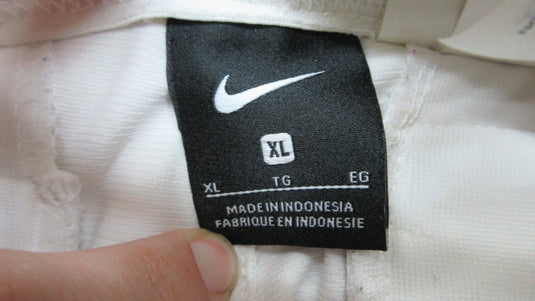 XL
XL TG EG
MADE IN INDONESIA
FABRIQUE EN INDONESIE